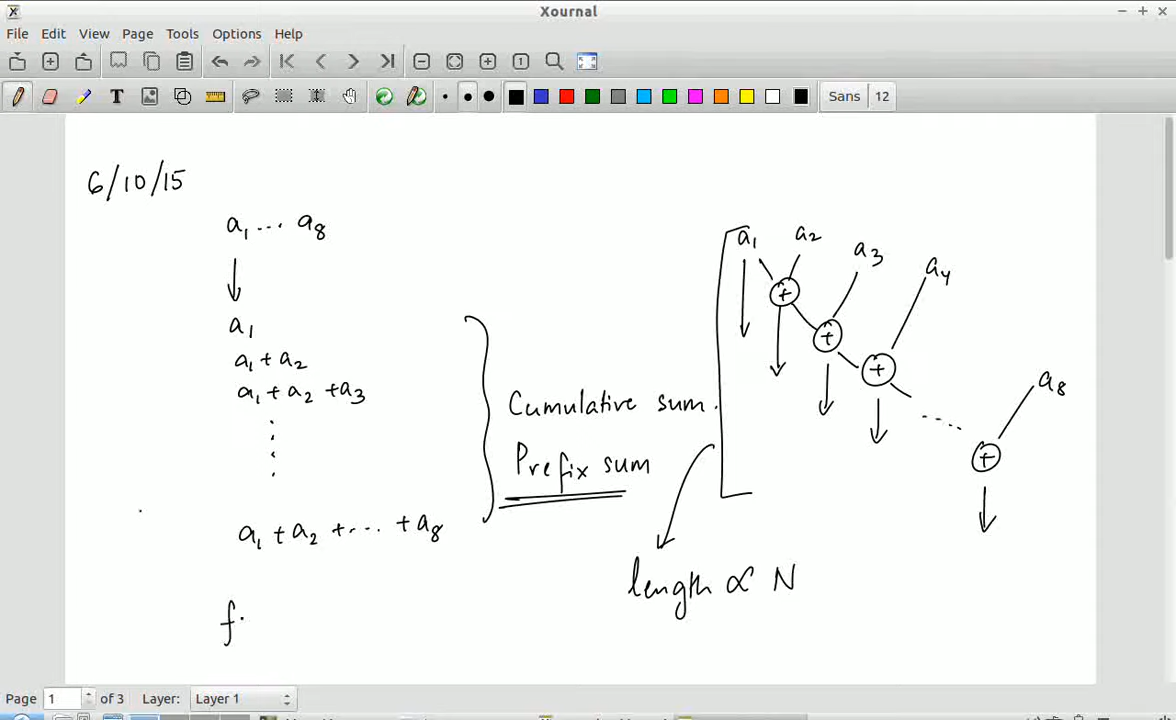 Xournal
File Edit View Page Tools Options Help
Sans 12
6/10/15
a₁ ... a₈
a₁
a₁ + a₂
a₁ + a₂ + a₃
a₁ + a₂ + ... + a₈
Cumulative sum.
Prefix sum
a₁ a₂ a₃ a₄
+
+
+
....
a₈
+
length ∝ N
f.
Page 1 of 3 Layer: Layer 1